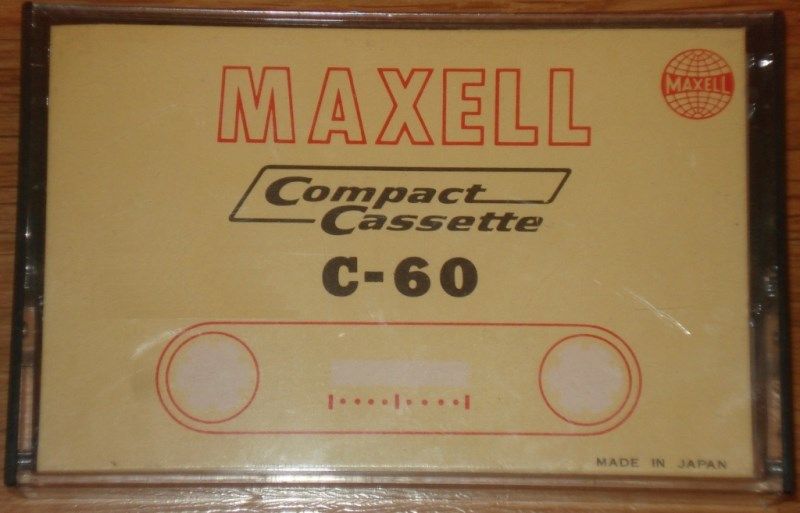 MAXELL
MAXELL
Compact
Cassette
C-60
MADE IN JAPAN